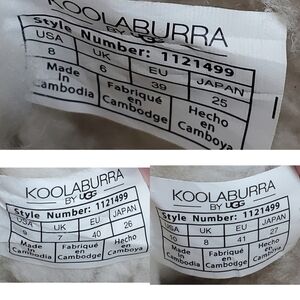 KOOLABURRA
BY UGG
Style Number: 1121499
USA UK EU JAPAN
8 6 39 25
Made in Cambodia Fabriqué en Cambodge Hecho en Camboya
KOOLABURRA
BY UGG
Style Number: 1121499
USA UK EU JAPAN
9 7 40 26
Made in Cambodia Fabriqué en Cambodge Hecho en Camboya
KOOLABURRA
BY UGG
Style Number: 1121499
USA UK EU JAPAN
10 8 41 27
Made in Cambodia Fabriqué en Cambodge Hecho en Camboya